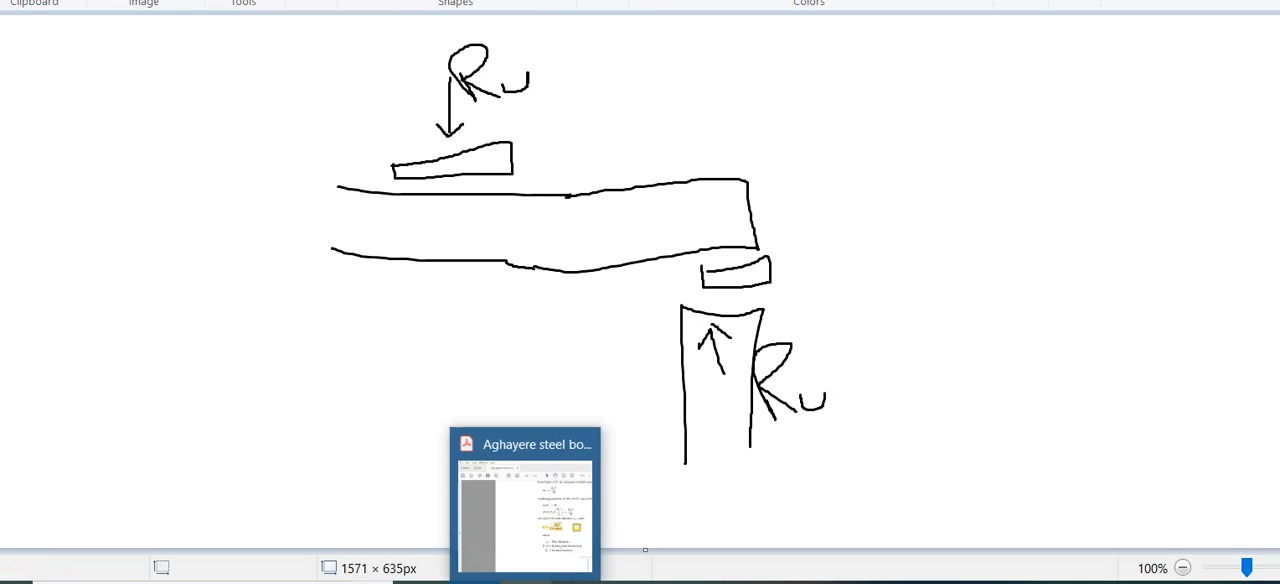 Clipboard
Image
Tools
Shapes
Colors
Ru
Ru
Aghayere steel bo...
1571 × 635px
100%